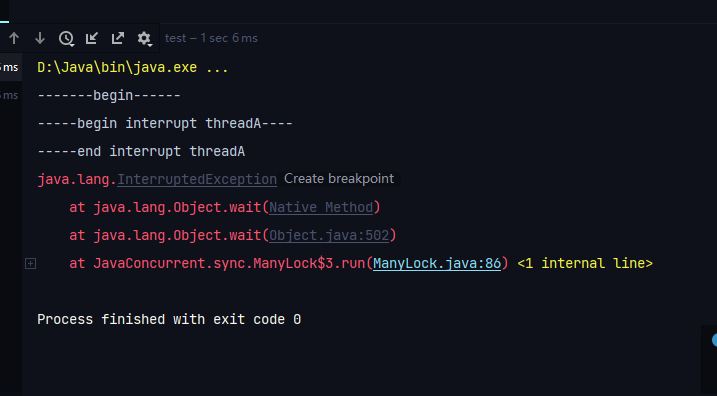 test – 1 sec 6 ms
6 ms
D:\Java\bin\java.exe ...
-------begin------
6 ms
-----begin interrupt threadA----
-----end interrupt threadA
java.lang.InterruptedException Create breakpoint
at java.lang.Object.wait(Native Method)
at java.lang.Object.wait(Object.java:502)
at JavaConcurrent.sync.ManyLock$3.run(ManyLock.java:86) <1 internal line>
Process finished with exit code 0